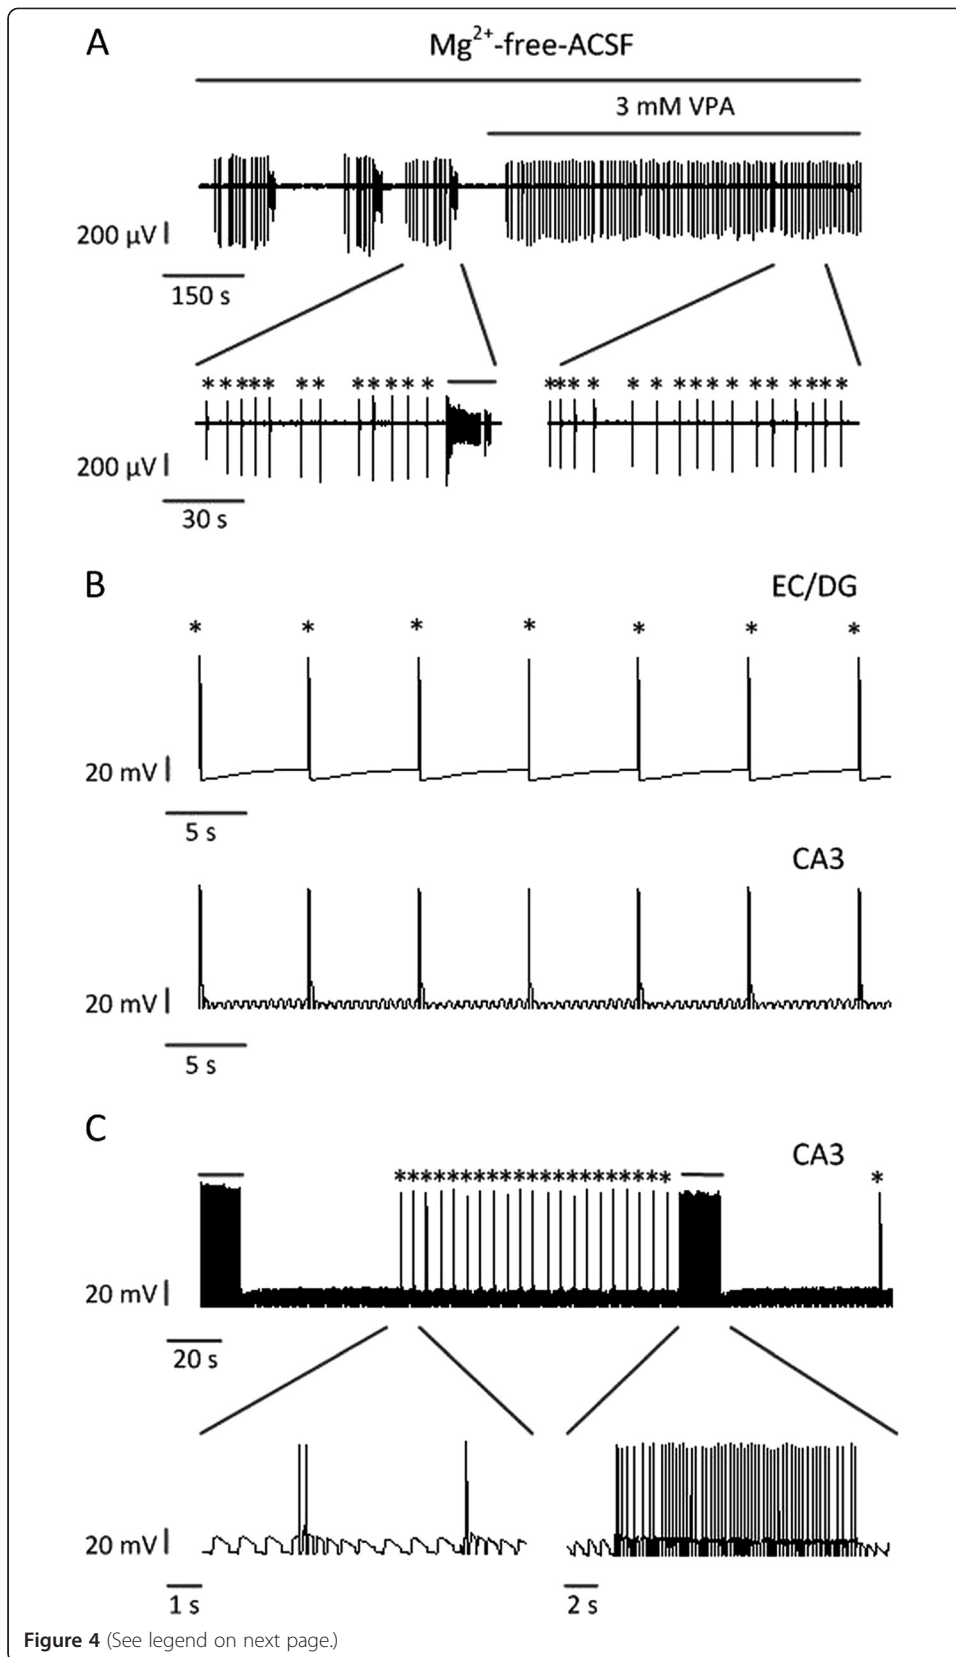 A
Mg2+-free-ACSF
3 mM VPA
200 µV
150 s
* * * * * * * * * * * *
* * * * * * * * * * * * * * * *
200 µV
30 s
B
EC/DG
* * * * * * *
20 mV
5 s
CA3
20 mV
5 s
C
CA3
********************* *
20 mV
20 s
20 mV
1 s
2 s
Figure 4 (See legend on next page.)